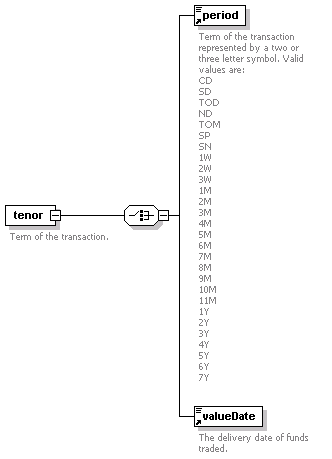 period
Term of the transaction
represented by a two or
three letter symbol. Valid
values are:
CD
SD
TOD
ND
TOM
SP
SN
1W
2W
3W
1M
2M
3M
4M
5M
6M
7M
8M
9M
10M
11M
1Y
2Y
3Y
4Y
5Y
6Y
7Y
tenor
Term of the transaction.
valueDate
The delivery date of funds
traded.